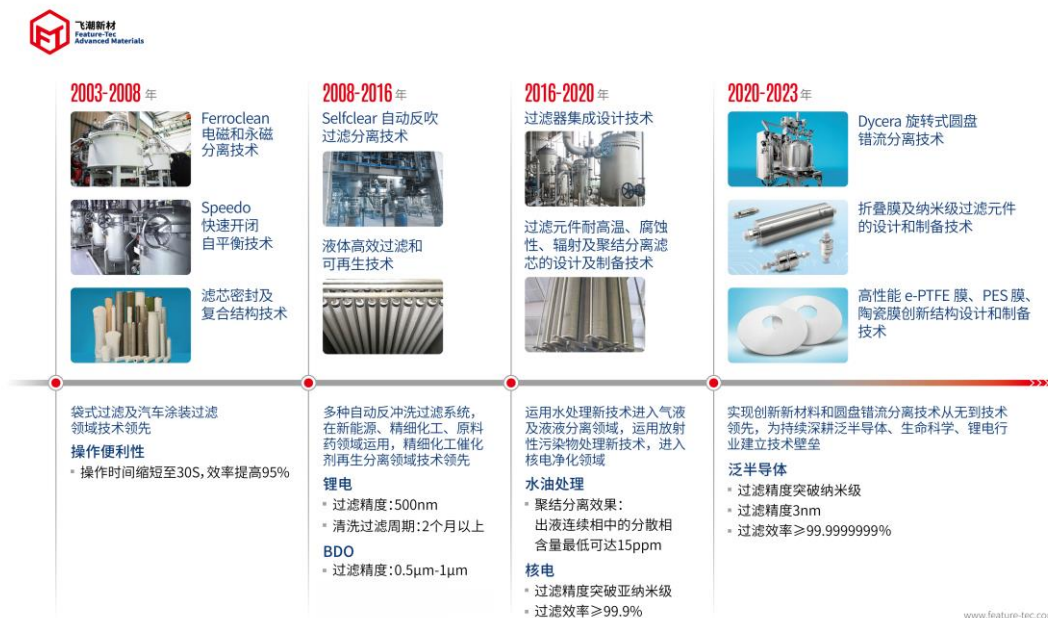 飞潮新材
Feature-Tec
Advanced Materials
2003-2008 年
Ferroclean
电磁和永磁
分离技术
Speedo
快速开闭
自平衡技术
滤芯密封及
复合结构技术
袋式过滤及汽车涂装过滤
领域技术领先
操作便利性
▪ 操作时间缩短至30S,效率提高95%
2008-2016 年
Selfclear 自动反吹
过滤分离技术
液体高效过滤和
可再生技术
多种自动反冲洗过滤系统,
在新能源、精细化工、原料
药领域运用,精细化工催化
剂再生分离领域技术领先
锂电
▪ 过滤精度:500nm
▪ 清洗过滤周期:2个月以上
BDO
▪ 过滤精度:0.5μm-1μm
2016-2020 年
过滤器集成设计技术
过滤元件耐高温、腐蚀
性、辐射及聚结分离滤
芯的设计及制备技术
运用水处理新技术进入气液
及液液分离领域,运用放射
性污染物处理新技术,进入
核电净化领域
水油处理
▪ 聚结分离效果:
出液连续相中的分散相
含量最低可达15ppm
核电
▪ 过滤精度突破亚纳米级
▪ 过滤效率≥99.9%
2020-2023 年
Dycera 旋转式圆盘
错流分离技术
折叠膜及纳米级过滤元件
的设计和制备技术
高性能 e-PTFE 膜、PES 膜、
陶瓷膜创新结构设计和制备
技术
实现创新新材料和圆盘错流分离技术从无到技术
领先,为持续深耕泛半导体、生命科学、锂电行
业建立技术壁垒
泛半导体
▪ 过滤精度突破纳米级
▪ 过滤精度3nm
▪ 过滤效率≥99.9999999%
www.feature-tec.com